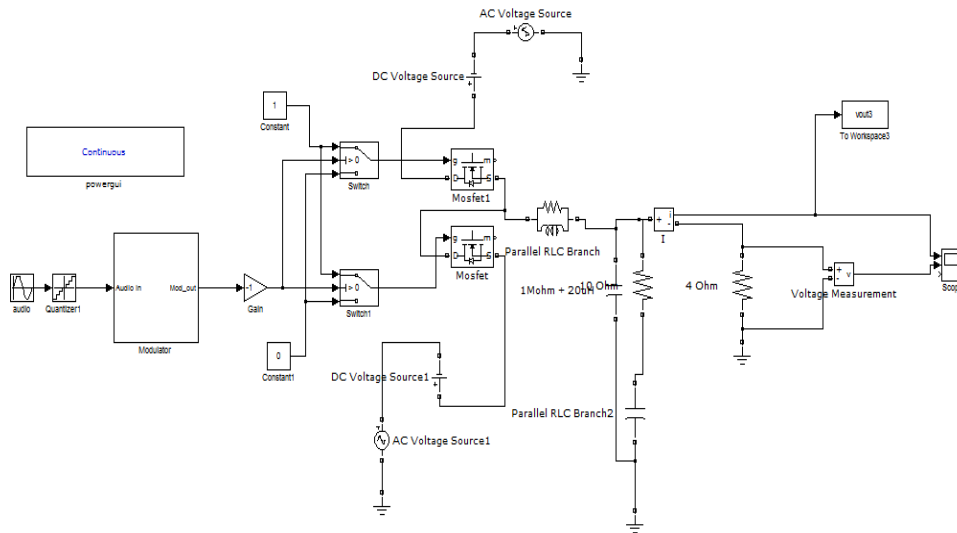 AC Voltage Source
DC Voltage Source
1
Constant
vout3
To Workspace3
Continuous
powergui
> 0
Switch
g m
D S
Mosfet1
g m
D S
Mosfet
Parallel RLC Branch
+ i
-
I
audio
Quantizer1
Audio in Mod_out
Modulator
-1
Gain
> 0
Switch1
1Mohm + 20uH
10 Ohm
4 Ohm
+ v
-
Voltage Measurement
0
Constant1
DC Voltage Source1
Parallel RLC Branch2
AC Voltage Source1